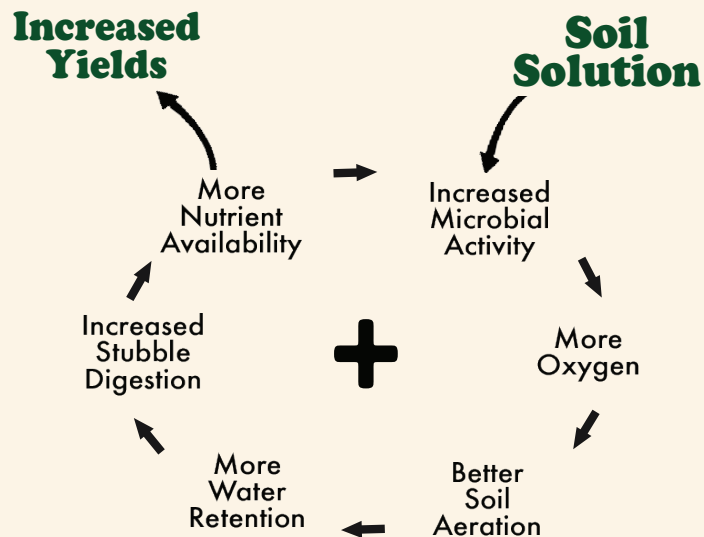 Increased
Yields
Soil
Solution
More
Nutrient
Availability
Increased
Microbial
Activity
More
Oxygen
Better
Soil
Aeration
More
Water
Retention
Increased
Stubble
Digestion